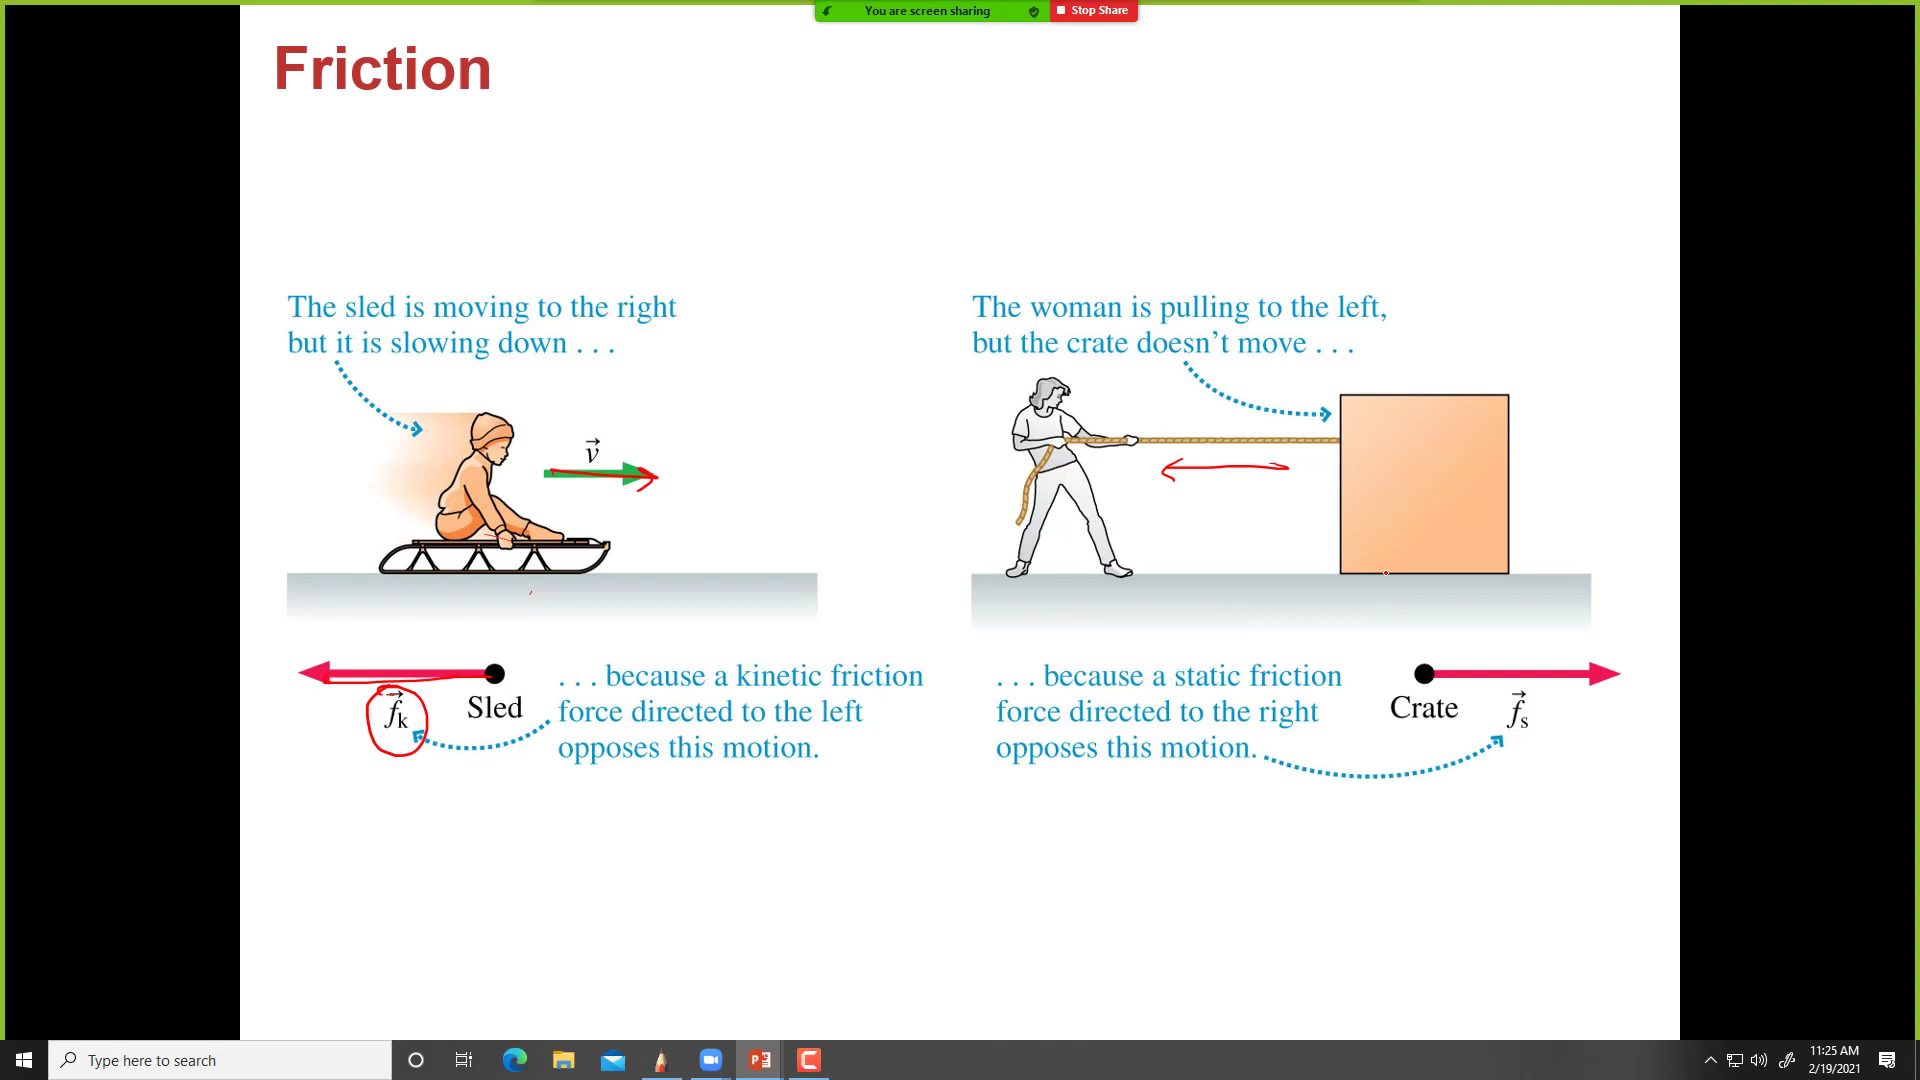 You are screen sharing
Stop Share
Friction
The sled is moving to the right
but it is slowing down . . .
v
Sled
fk
. . . because a kinetic friction
force directed to the left
opposes this motion.
The woman is pulling to the left,
but the crate doesn’t move . . .
. . . because a static friction
force directed to the right
opposes this motion.
Crate
fs
Type here to search
11:25 AM
2/19/2021